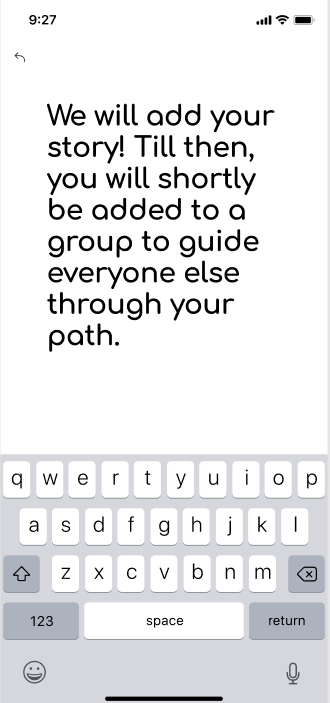 9:27
We will add your
story! Till then,
you will shortly
be added to a
group to guide
everyone else
through your
path.
q w e r t y u i o p
a s d f g h j k l
z x c v b n m
123 space return